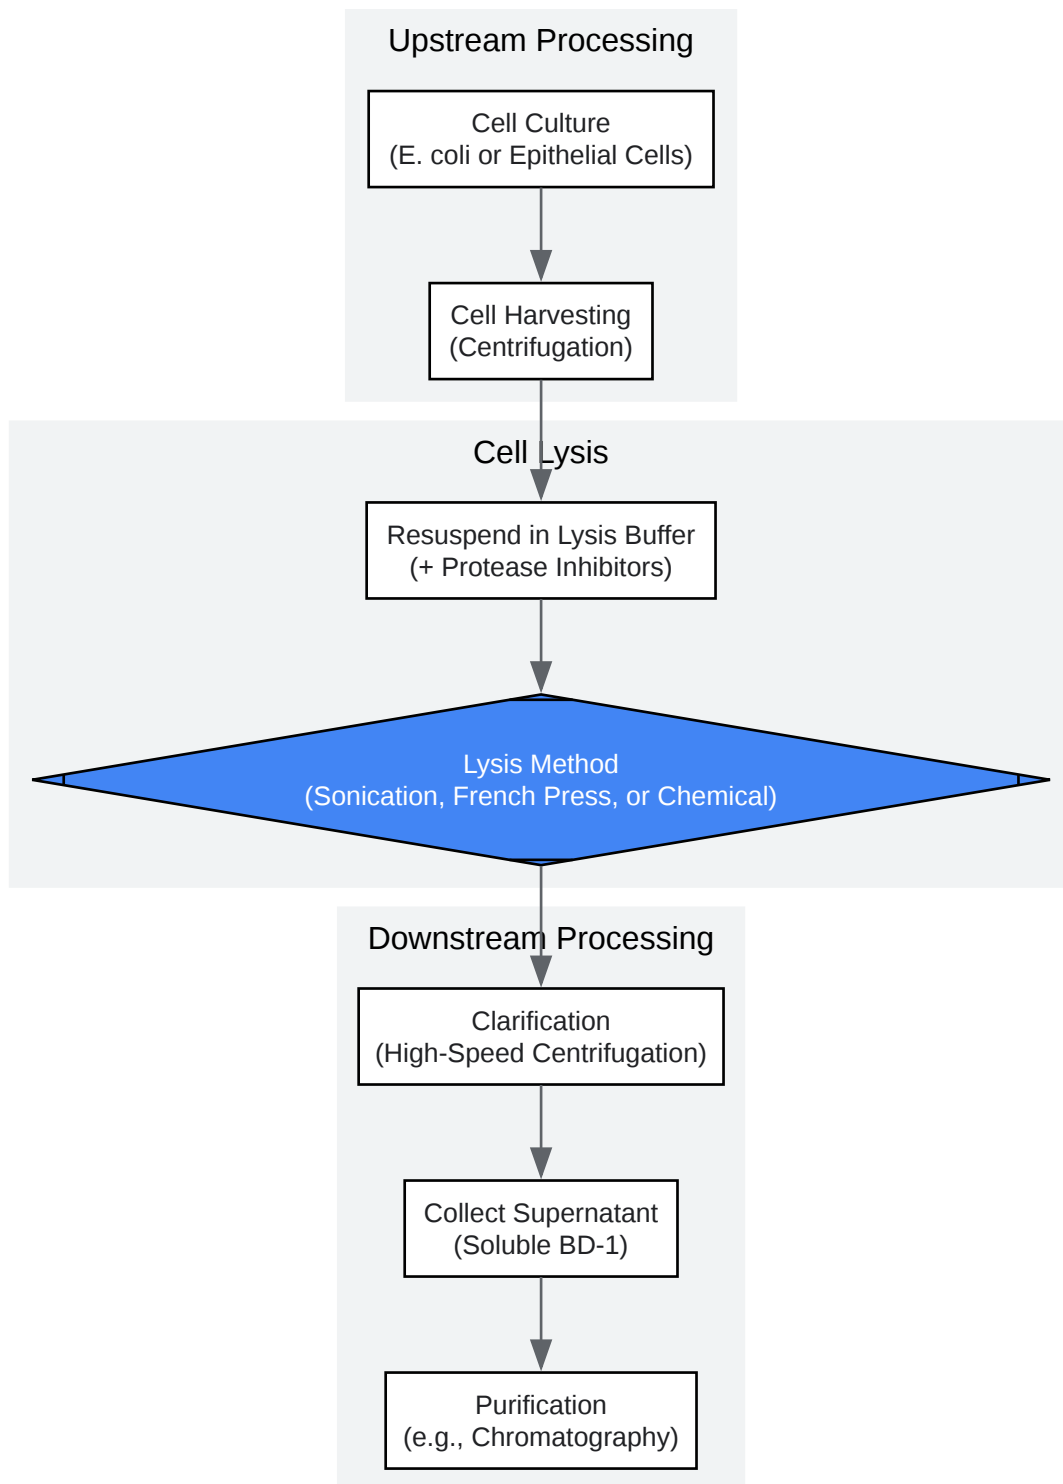 Upstream Processing
Cell Culture
(E. coli or Epithelial Cells)
Cell Harvesting
(Centrifugation)
Cell Lysis
Resuspend in Lysis Buffer
(+ Protease Inhibitors)
Lysis Method
(Sonication, French Press, or Chemical)
Downstream Processing
Clarification
(High-Speed Centrifugation)
Collect Supernatant
(Soluble BD-1)
Purification
(e.g., Chromatography)